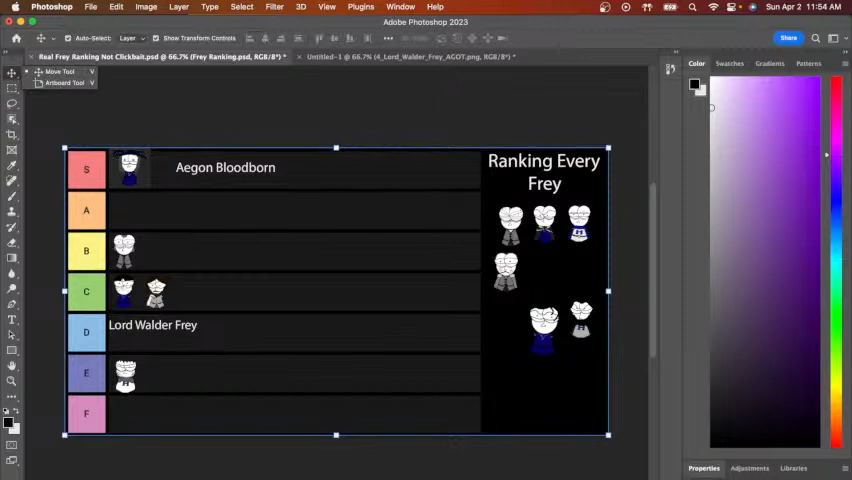 Photoshop File Edit Image Layer Type Select Filter 3D View Plugins Window Help Sun Apr 2 11:54 AM
Adobe Photoshop 2023
Auto-Select: Layer Show Transform Controls ••• Share
Real Frey Ranking Not Clickbait.psd @ 66.7% (Frey Ranking.psd, RGB/8*) *
Untitled-1 @ 66.7% (4_Lord_Walder_Frey_AGOT.png, RGB/8*) *
Color Swatches Gradients Patterns
Move Tool V
Artboard Tool V
S Aegon Bloodborn
A
B
C
D Lord Walder Frey
E
F
Ranking Every
Frey
Properties Adjustments Libraries